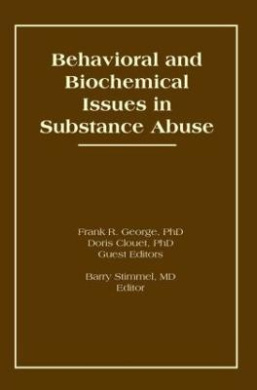 Behavioral and
Biochemical
Issues in
Substance Abuse
Frank R. George, PhD
Doris Clouet, PhD
Guest Editors
Barry Stimmel, MD
Editor